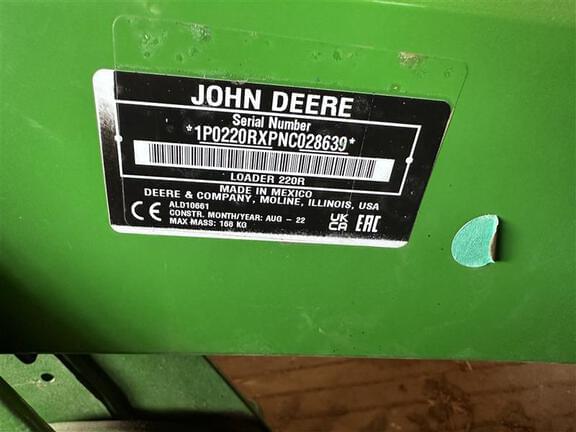 JOHN DEERE
Serial Number
*1P0220RXPNC028639*
LOADER 220R
MADE IN MEXICO
DEERE & COMPANY, MOLINE, ILLINOIS, USA
ALD10661
CONSTR. MONTH/YEAR: AUG - 22
MAX MASS: 168 KG
CE
UK
CA
EAC